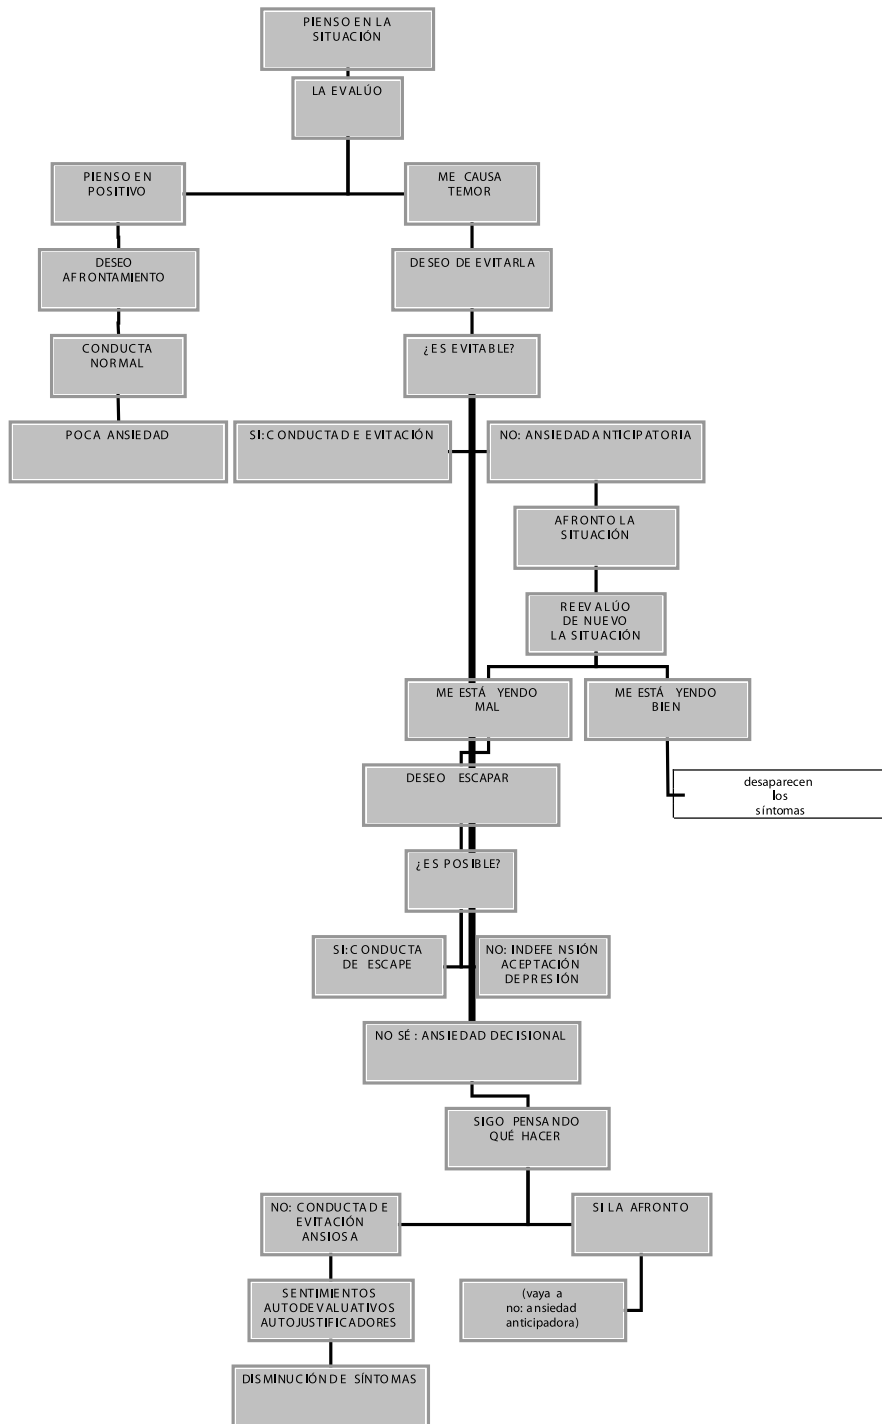 PIENSO EN LA
SITUACIÓN
LA EVALÚO
PIENSO EN
POSITIVO
ME CAUSA
TEMOR
DESEO
AFRONTAMIENTO
DESEO DE EVITARLA
CONDUCTA
NORMAL
¿ES EVITABLE?
POCA ANSIEDAD
SI: CONDUCTA DE EVITACIÓN
NO: ANSIEDAD ANTICIPATORIA
AFRONTO LA
SITUACIÓN
REEVALÚO
DE NUEVO
LA SITUACIÓN
ME ESTÁ YENDO
MAL
ME ESTÁ YENDO
BIEN
DESEO ESCAPAR
desaparecen
los
síntomas
¿ES POSIBLE?
SI: CONDUCTA
DE ESCAPE
NO: INDEFENSIÓN
ACEPTACIÓN
DEPRESIÓN
NO SÉ : ANSIEDAD DECISIONAL
SIGO PENSANDO
QUÉ HACER
NO: CONDUCTA DE
EVITACIÓN
ANSIOSA
SI LA AFRONTO
SENTIMIENTOS
AUTODEVALUATIVOS
AUTOJUSTIFICADORES
(vaya a
no: ansiedad
anticipadora)
DISMINUCIÓN DE SÍNTOMAS